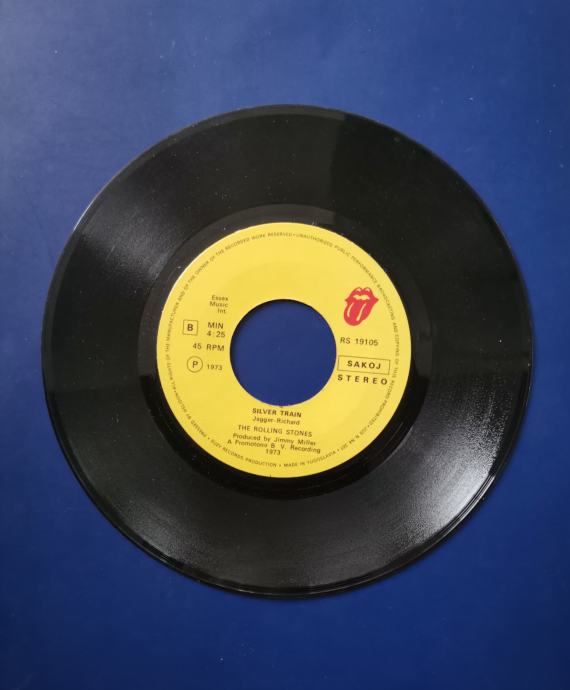 ALL RIGHTS OF THE MANUFACTURER AND OF THE OWNER OF THE RECORDED WORK RESERVED • UNAUTHORISED PUBLIC PERFORMANCE BROADCASTING AND COPYING OF THIS RECORD PROHIBITED •
Essex
Music
Int.
B
MIN
4:25
45 RPM
P 1973
RS 19105
SAKOJ
STEREO
SILVER TRAIN
Jagger-Richard
THE ROLLING STONES
Produced by Jimmy Miller
A Promotone B. V. Recording
1973
SUZY RECORDS PRODUCTION • MADE IN YUGOSLAVIA •